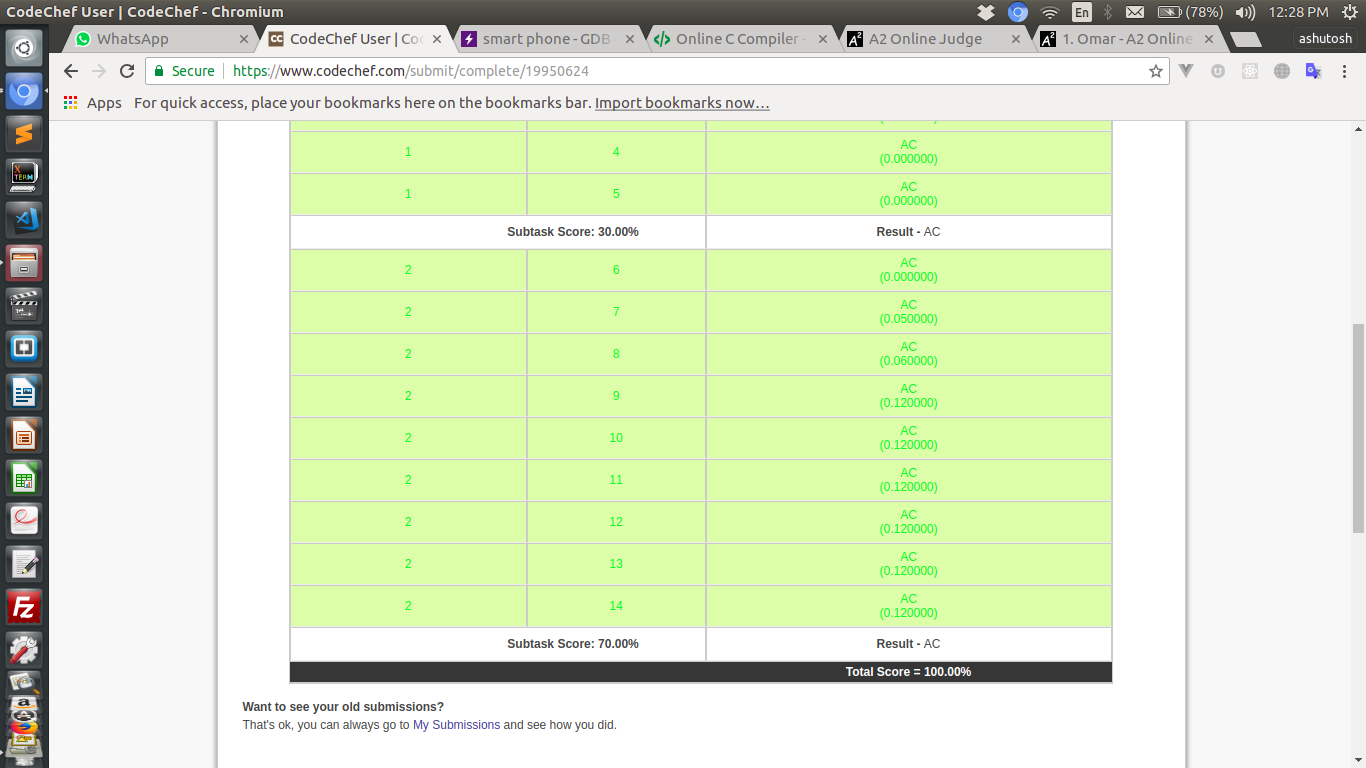 CodeChef User | CodeChef - Chromium
En
(78%)
12:28 PM
WhatsApp
CC CodeChef User | Co
smart phone - GDB
Online C Compiler -
A2 A2 Online Judge
A2 1. Omar - A2 Online
ashutosh
Secure https://www.codechef.com/submit/complete/19950624
Apps For quick access, place your bookmarks here on the bookmarks bar. Import bookmarks now…
1 4 AC
(0.000000)
1 5 AC
(0.000000)
Subtask Score: 30.00% Result - AC
2 6 AC
(0.000000)
2 7 AC
(0.050000)
2 8 AC
(0.060000)
2 9 AC
(0.120000)
2 10 AC
(0.120000)
2 11 AC
(0.120000)
2 12 AC
(0.120000)
2 13 AC
(0.120000)
2 14 AC
(0.120000)
Subtask Score: 70.00% Result - AC
Total Score = 100.00%
Want to see your old submissions?
That's ok, you can always go to My Submissions and see how you did.
X
TERM
Fz